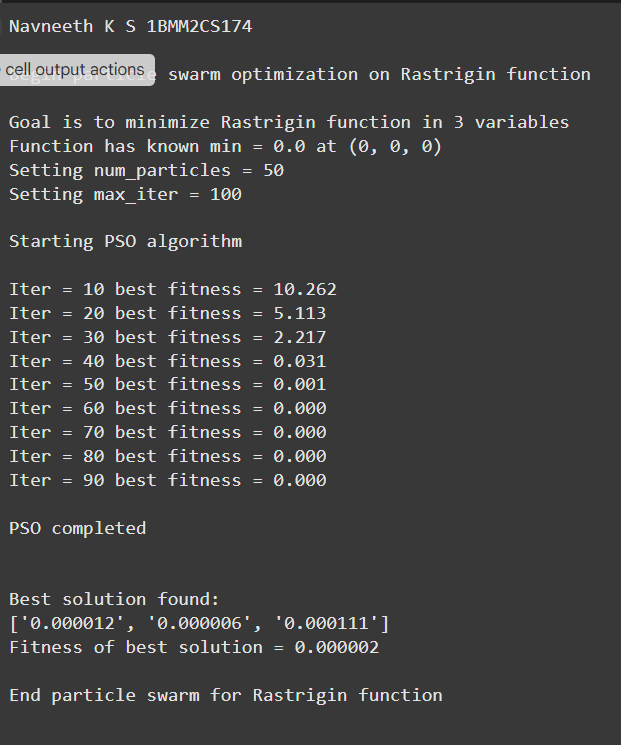 Navneeth K S 1BMM2CS174
cell output actions
Begin particle swarm optimization on Rastrigin function
Goal is to minimize Rastrigin function in 3 variables
Function has known min = 0.0 at (0, 0, 0)
Setting num_particles = 50
Setting max_iter = 100
Starting PSO algorithm
Iter = 10 best fitness = 10.262
Iter = 20 best fitness = 5.113
Iter = 30 best fitness = 2.217
Iter = 40 best fitness = 0.031
Iter = 50 best fitness = 0.001
Iter = 60 best fitness = 0.000
Iter = 70 best fitness = 0.000
Iter = 80 best fitness = 0.000
Iter = 90 best fitness = 0.000
PSO completed
Best solution found:
['0.000012', '0.000006', '0.000111']
Fitness of best solution = 0.000002
End particle swarm for Rastrigin function